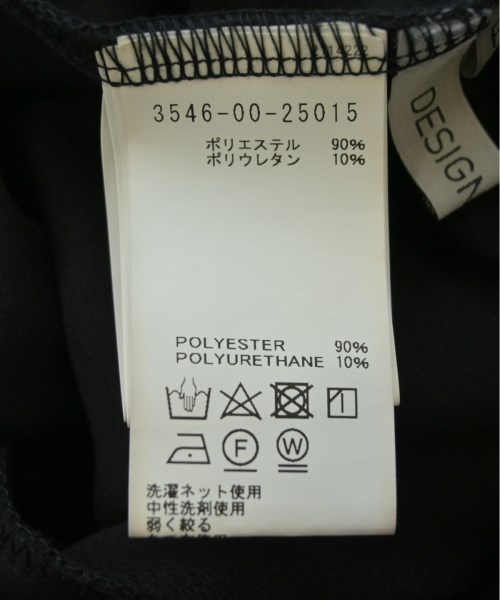 3546-00-25015
ポリエステル 90%
ポリウレタン 10%
POLYESTER 90%
POLYURETHANE 10%
F W
洗濯ネット使用
中性洗剤使用
弱く絞る
DESIGN